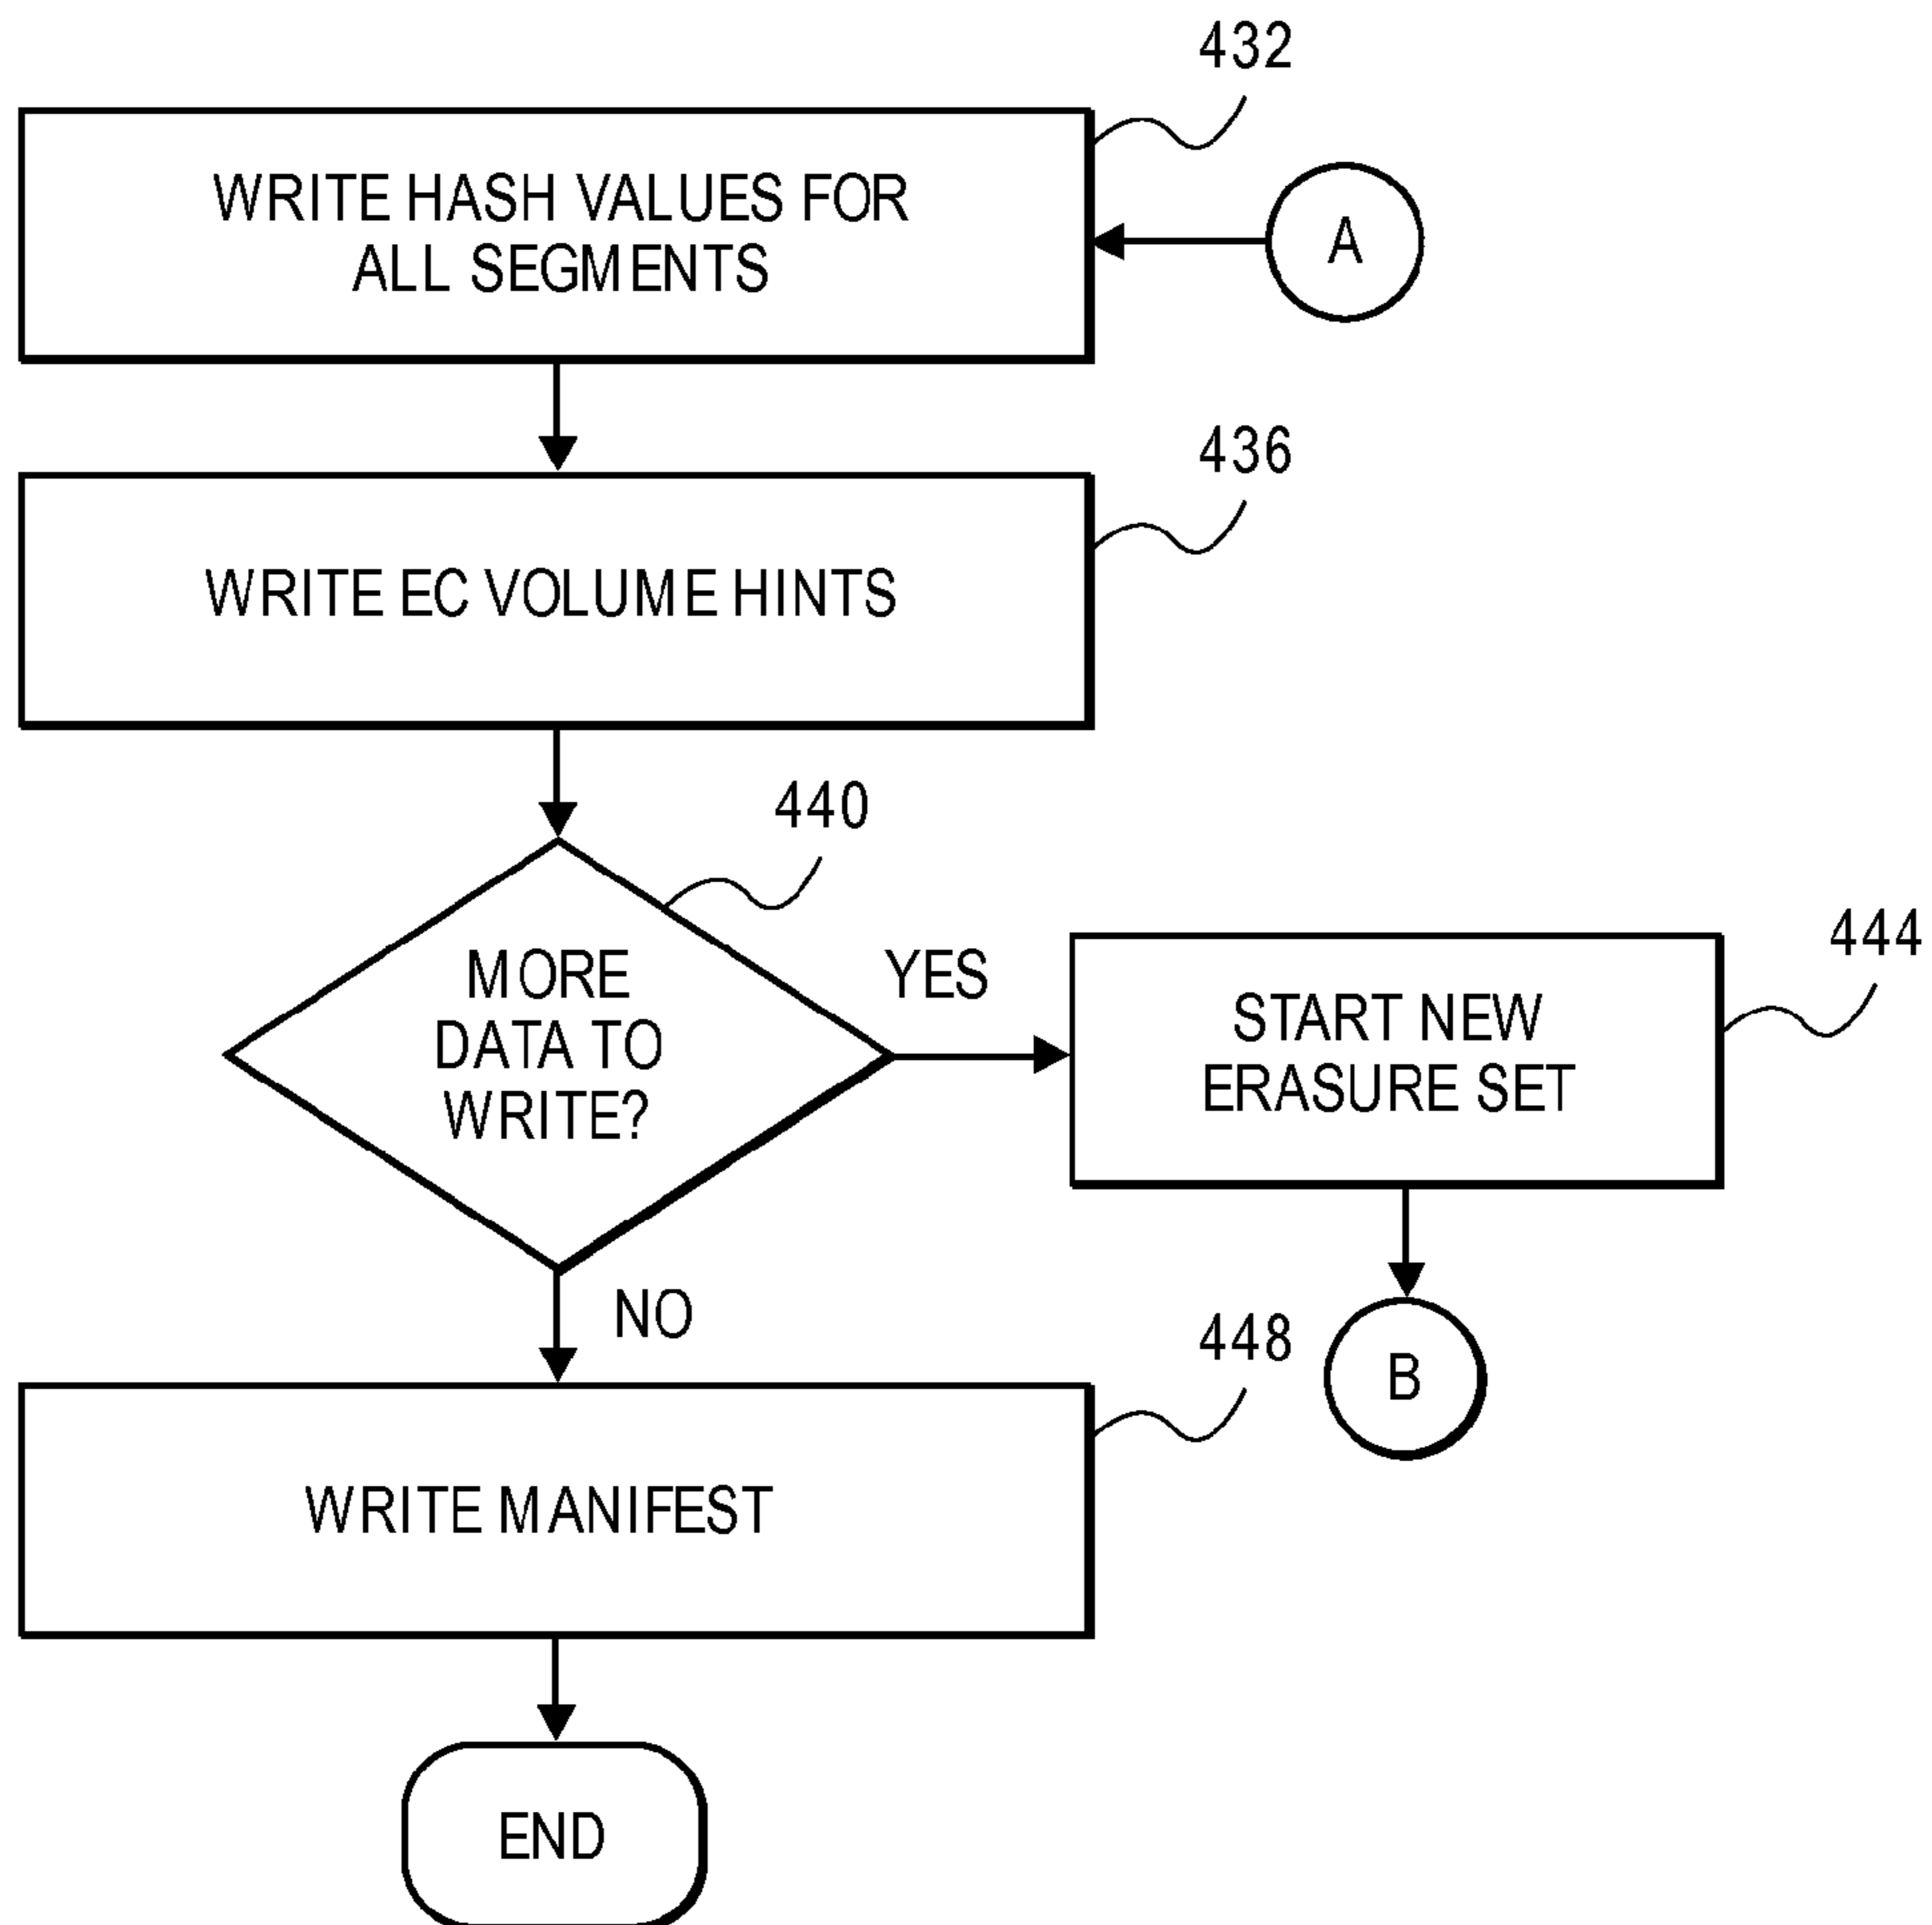 432
WRITE HASH VALUES FOR
ALL SEGMENTS
A
436
WRITE EC VOLUME HINTS
440
MORE
DATA TO
WRITE?
YES
444
START NEW
ERASURE SET
NO
448
B
WRITE MANIFEST
END